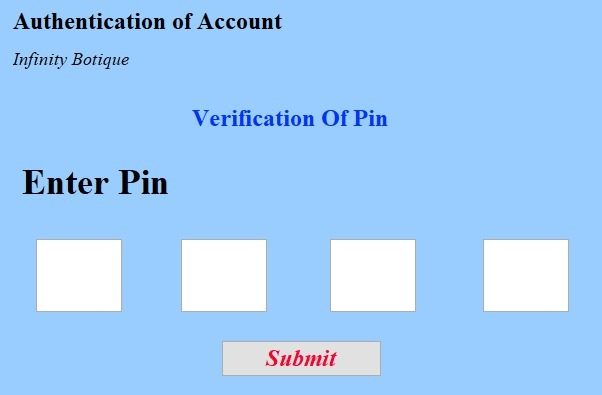 Authentication of Account
Infinity Botique
Verification Of Pin
Enter Pin
Submit